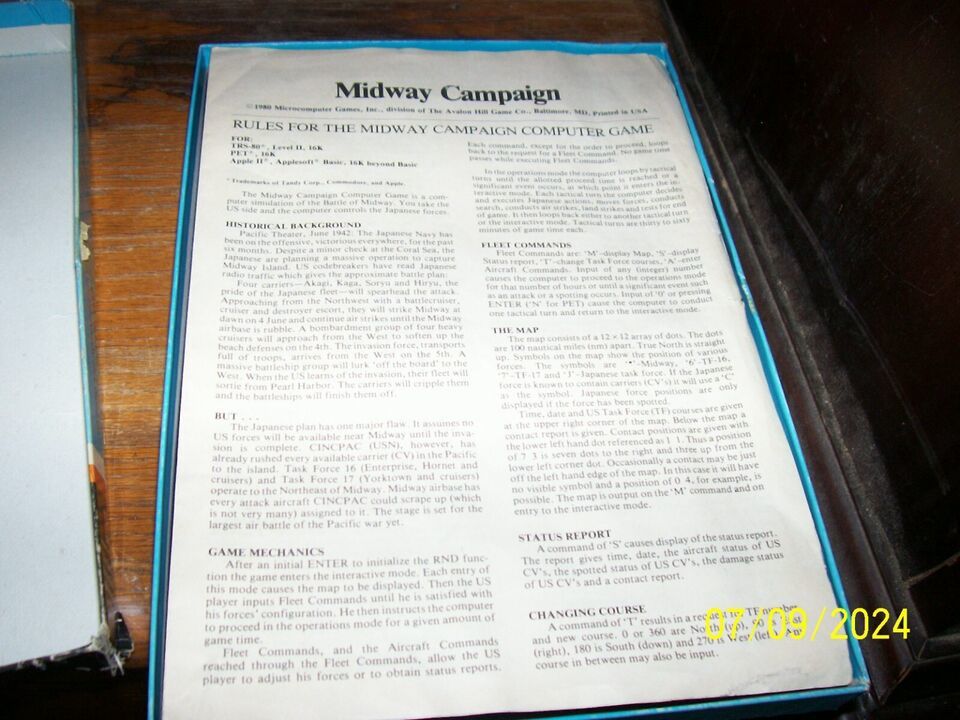 Midway Campaign
©1980 Microcomputer Games, Inc., division of The Avalon Hill Game Co., Baltimore, MD, Printed in USA
RULES FOR THE MIDWAY CAMPAIGN COMPUTER GAME
FOR:
TRS-80®, Level II, 16K
PET®, 16K
Apple II®, Applesoft® Basic, 16K beyond Basic
® Trademarks of Tandy Corp., Commodore, and Apple.
The Midway Campaign Computer Game is a com-
puter simulation of the Battle of Midway. You take the
US side and the computer controls the Japanese forces.
HISTORICAL BACKGROUND
Pacific Theater, June 1942: The Japanese Navy has
been on the offensive, victorious everywhere, for the past
six months. Despite a minor check at the Coral Sea, the
Japanese are planning a massive operation to capture
Midway Island. US codebreakers have read Japanese
radio traffic which gives the approximate battle plan:
Four carriers—Akagi, Kaga, Soryu and Hiryu, the
pride of the Japanese fleet—will spearhead the attack.
Approaching from the Northwest with a battlecruiser,
cruiser and destroyer escort, they will strike Midway at
dawn on 4 June and continue air strikes until the Midway
airbase is rubble. A bombardment group of four heavy
cruisers will approach from the West to soften up the
beach defenses on the 4th. The invasion force, transports
full of troops, arrives from the West on the 5th. A
massive battleship group will lurk 'off the board' to the
West. When the US learns of the invasion, their fleet will
sortie from Pearl Harbor. The carriers will cripple them
and the battleships will finish them off.
BUT . . .
The Japanese plan has one major flaw. It assumes no
US forces will be available near Midway until the inva-
sion is complete. CINCPAC (USN), however, has
already rushed every available carrier (CV) in the Pacific
to the island. Task Force 16 (Enterprise, Hornet and
cruisers) and Task Force 17 (Yorktown and cruisers)
operate to the Northeast of Midway. Midway airbase has
every attack aircraft CINCPAC could scrape up (which
is not very many) assigned to it. The stage is set for the
largest air battle of the Pacific war yet.
GAME MECHANICS
After an initial ENTER to initialize the RND func-
tion the game enters the interactive mode. Each entry of
this mode causes the map to be displayed. Then the US
player inputs Fleet Commands until he is satisfied with
his forces' configuration. He then instructs the computer
to proceed in the operations mode for a given amount of
game time.
Fleet Commands, and the Aircraft Commands
reached through the Fleet Commands, allow the US
player to adjust his forces or to obtain status reports.
Each command, except for the order to proceed, loops
back to the request for a Fleet Command. No game time
passes while executing Fleet Commands.
In the operations mode the computer loops by tactical
turns until the allotted proceed time is reached or a
significant event occurs, at which point it enters the in-
teractive mode. Each tactical turn the computer decides
and executes Japanese actions, moves forces, conducts
search, conducts air strikes, land strikes and tests for end
of game. It then loops back either to another tactical turn
or the interactive mode. Tactical turns are thirty to sixty
minutes of game time each.
FLEET COMMANDS
Fleet Commands are: 'M'-display Map, 'S'-display
Status report, 'T'-change Task Force courses, 'A'-enter
Aircraft Commands. Input of any (integer) number
causes the computer to proceed to the operations mode
for that number of hours or until a significant event such
as an attack or a spotting occurs. Input of '0' or pressing
ENTER ('N' for PET) cause the computer to conduct
one tactical turn and return to the interactive mode.
THE MAP
The map consists of a 12 × 12 array of dots. The dots
are 100 nautical miles (nm) apart. True North is straight
up. Symbols on the map show the position of various
forces. The symbols are '*'-Midway, '6'-TF-16,
'7'-TF-17 and 'J'-Japanese task force. If the Japanese
force is known to contain carriers (CV's) it will use a 'C'
as the symbol. Japanese force positions are only
displayed if the force has been spotted.
Time, date and US Task Force (TF) courses are given
at the upper right corner of the map. Below the map a
contact report is given. Contact positions are given with
the lower left hand dot referenced as 1 1. Thus a position
of 7 3 is seven dots to the right and three up from the
lower left corner dot. Occasionally a contact may be just
off the left hand edge of the map. In this case it will have
no visible symbol and a position of 0 4, for example, is
possible. The map is output on the 'M' command and on
entry to the interactive mode.
STATUS REPORT
A command of 'S' causes display of the status report.
The report gives time, date, the aircraft status of US
CV's, the spotted status of US CV's, the damage status
of US CV's and a contact report.
CHANGING COURSE
A command of 'T' results in a request for TF number
and new course. 0 or 360 are North (up),
(right), 180 is South (down) and 270 is West (left). Any
course in between may also be input.
07/09/2024